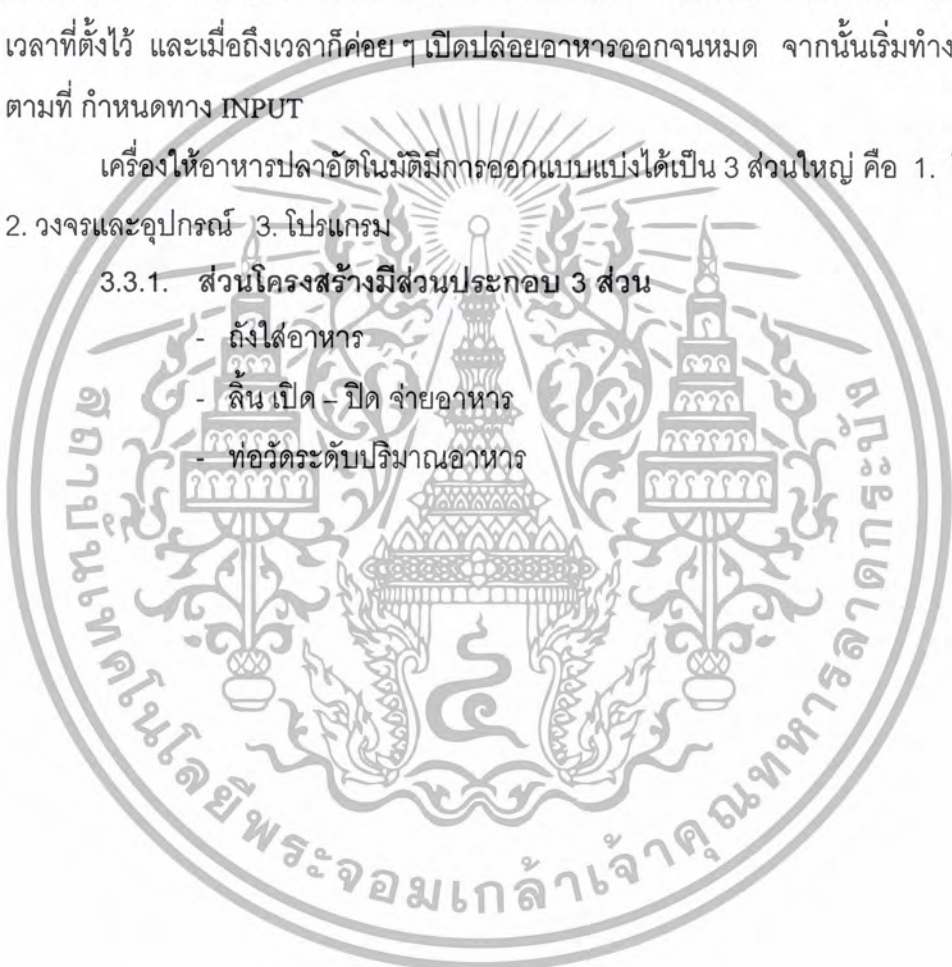 เวลาที่ตั้งไว้ และเมื่อถึงเวลาก็ค่อย ๆ เปิดปล่อยอาหารออกจนหมด จากนั้นเริ่มทำง
ตามที่ กำหนดทาง INPUT
เครื่องให้อาหารปลาอัตโนมัติมีการออกแบบแบ่งได้เป็น 3 ส่วนใหญ่ คือ 1.
2. วงจรและอุปกรณ์ 3. โปรแกรม
3.3.1. ส่วนโครงสร้างมีส่วนประกอบ 3 ส่วน
- ถังใส่อาหาร
- ลิ้น เปิด – ปิด จ่ายอาหาร
- ท่อวัดระดับปริมาณอาหาร
สถาบันเทคโนโลยีพระจอมเกล้าเจ้าคุณทหารลาดกระบัง
๔